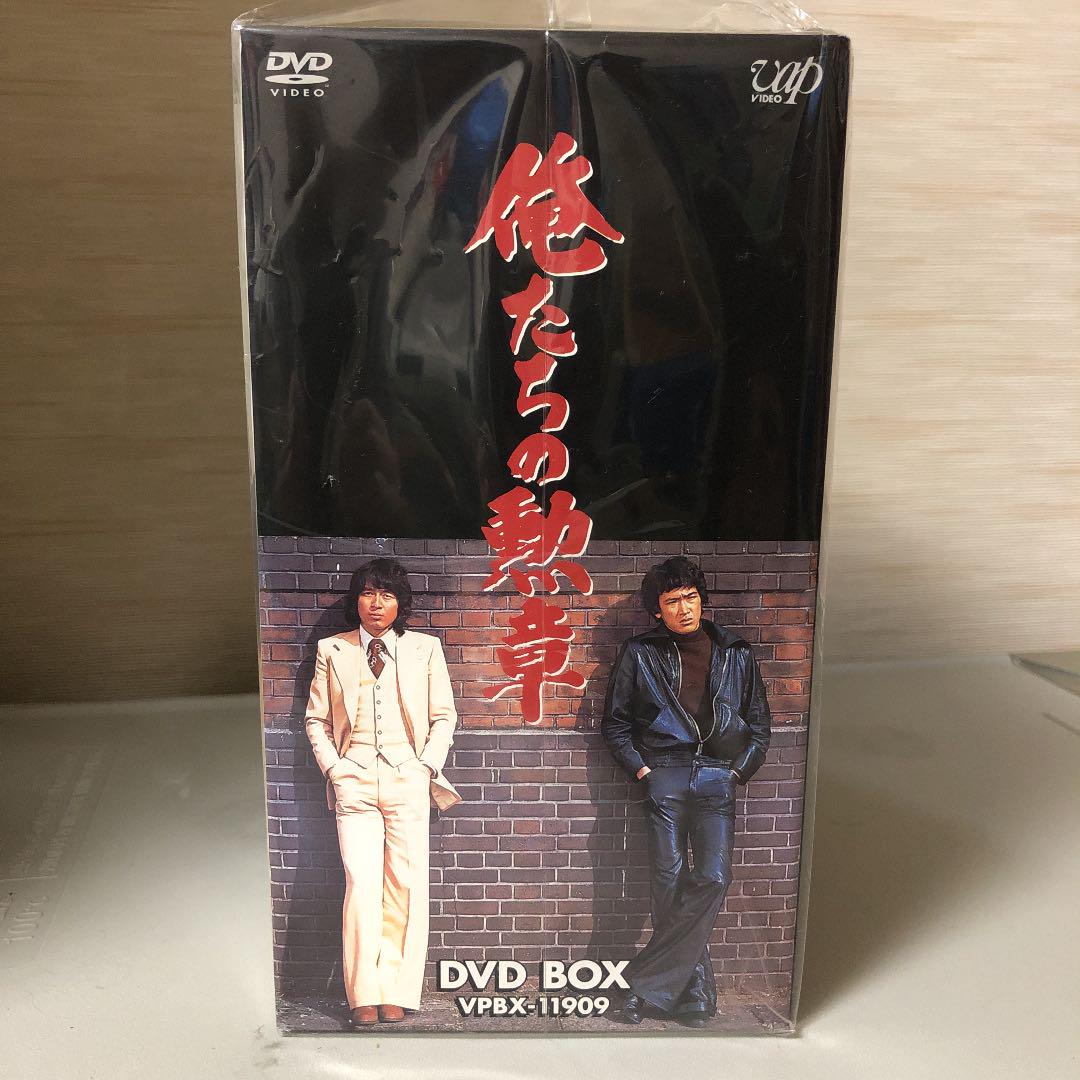 DVD
VIDEO
vap
VIDEO
俺たちの勲章
DVD BOX
VPBX-11909